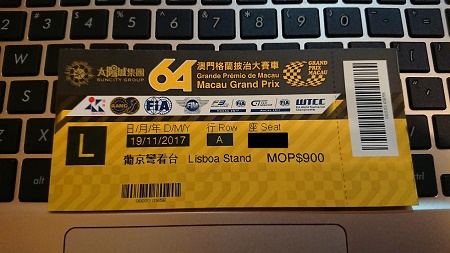 太陽城集團
SUNCITY GROUP
64
澳門格蘭披治大賽車
Grande Prémio de Macau
Macau Grand Prix
GRAND PRIX
MACAU
FIA
WTCC
日/月/年 D/M/Y
行 Row
座 Seat
L
19/11/2017
A
葡京彎看台 Lisboa Stand MOP$900